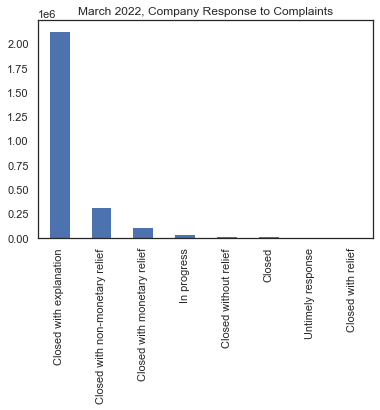 March 2022, Company Response to Complaints
1e6
2.00
1.75
1.50
1.25
1.00
0.75
0.50
0.25
0.00
Closed with explanation
Closed with non-monetary relief
Closed with monetary relief
In progress
Closed without relief
Closed
Untimely response
Closed with relief